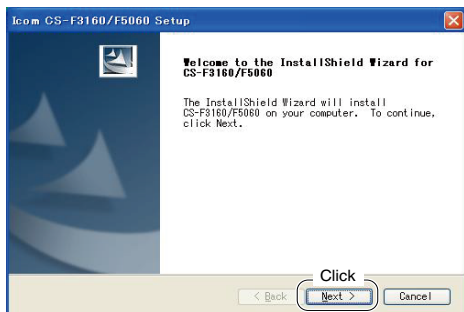 Icom CS-F3160/F5060 Setup
Welcome to the InstallShield Wizard for
CS-F3160/F5060
The InstallShield Wizard will install
CS-F3160/F5060 on your computer. To continue,
click Next.
Click
< Back
Next >
Cancel